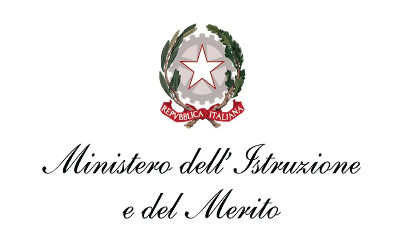 REPVBBLICA ITALIANA
Ministero dell'Istruzione
e del Merito